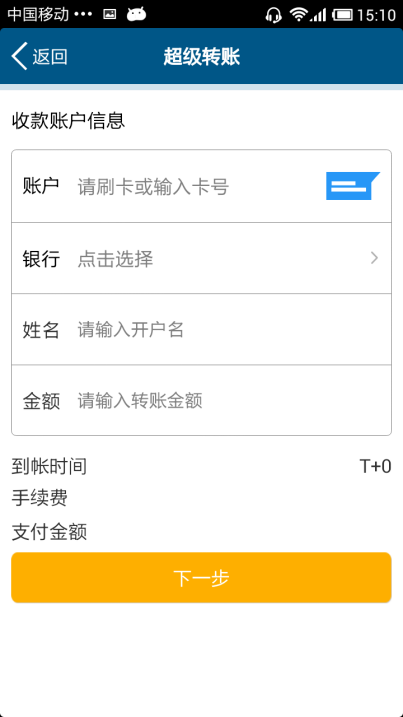 中国移动 ••• 15:10
返回 超级转账
收款账户信息
账户 请刷卡或输入卡号
银行 点击选择
姓名 请输入开户名
金额 请输入转账金额
到帐时间 T+0
手续费
支付金额
下一步